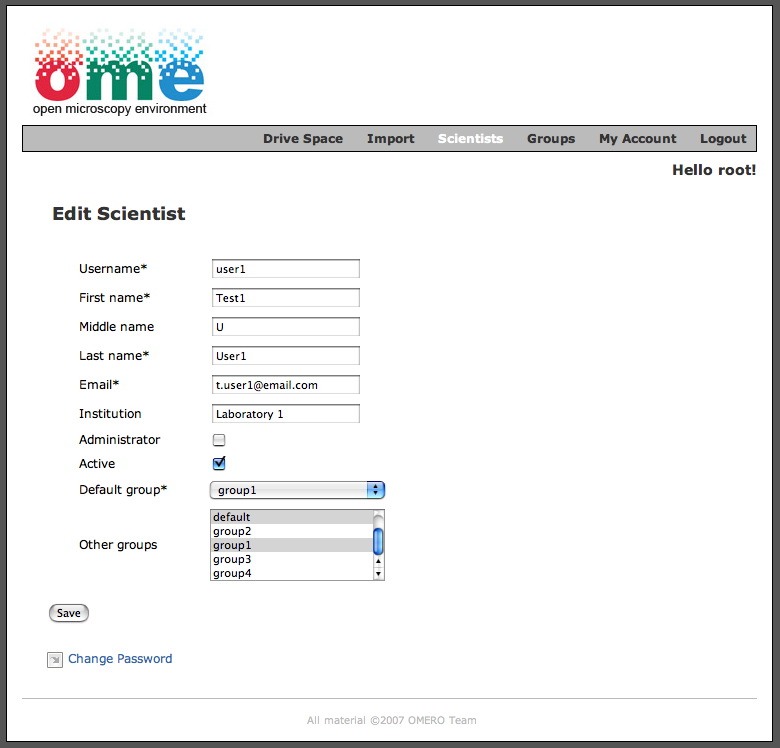 ome
open microscopy environment
Drive Space Import Scientists Groups My Account Logout
Hello root!
Edit Scientist
Username* user1
First name* Test1
Middle name U
Last name* User1
Email* t.user1@email.com
Institution Laboratory 1
Administrator
Active
Default group* group1
default
group2
Other groups group1
group3
group4
Save
Change Password
All material ©2007 OMERO Team